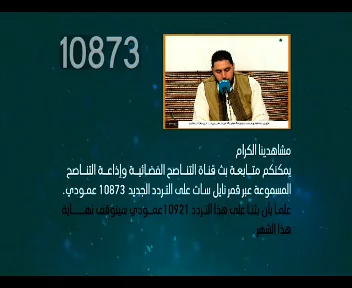 10873
مشاهدينا الكرام
يمكنكم متابعة بث قناة التناصح الفضائية وإذاعة التناصح
المسموعة عبر قمر نايل سات على التردد الجديد 10873 عمودي.
علما بأن بثنا على هذا التردد 10921 عمودي سيتوقف نهاية
هذا الشهر